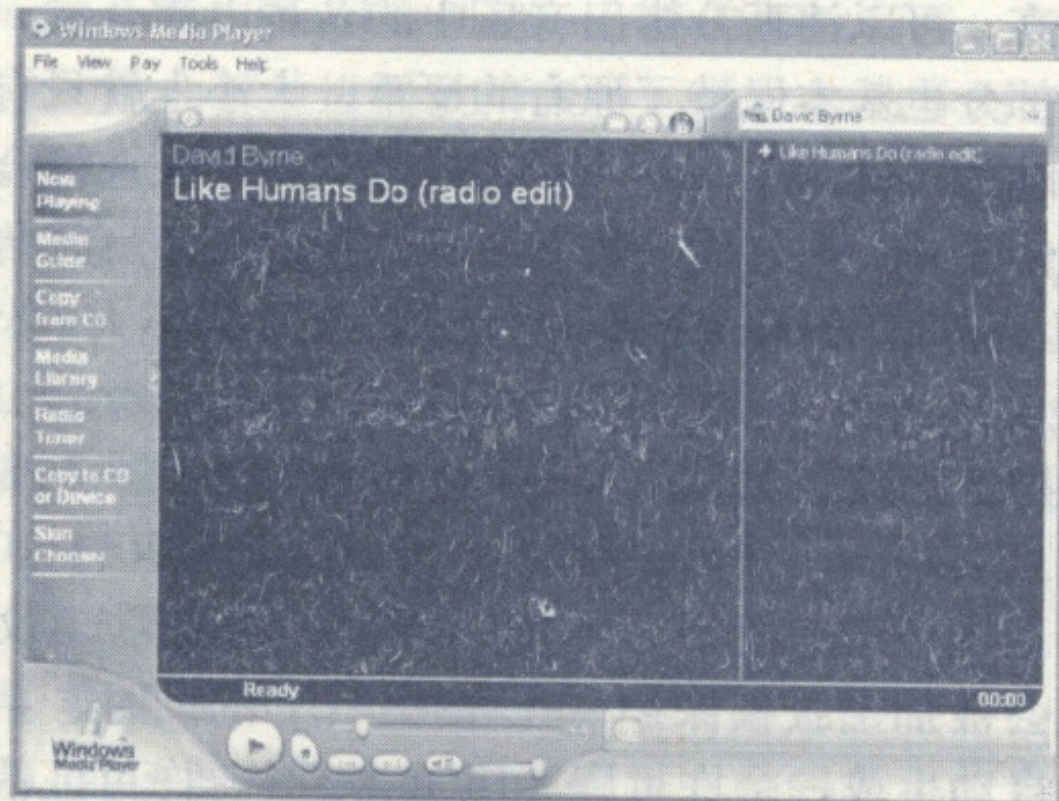 Windows Media Player
File View Pay Tools Help
David Byrne
Like Humans Do (radio edit)
David Byrne
Like Humans Do (radio edit)
Now
Playing
Media
Guide
Copy
from CD
Media
Library
Radio
Tuner
Copy to CD
or Device
Skin
Chooser
Ready
00:00
Windows
Media Player